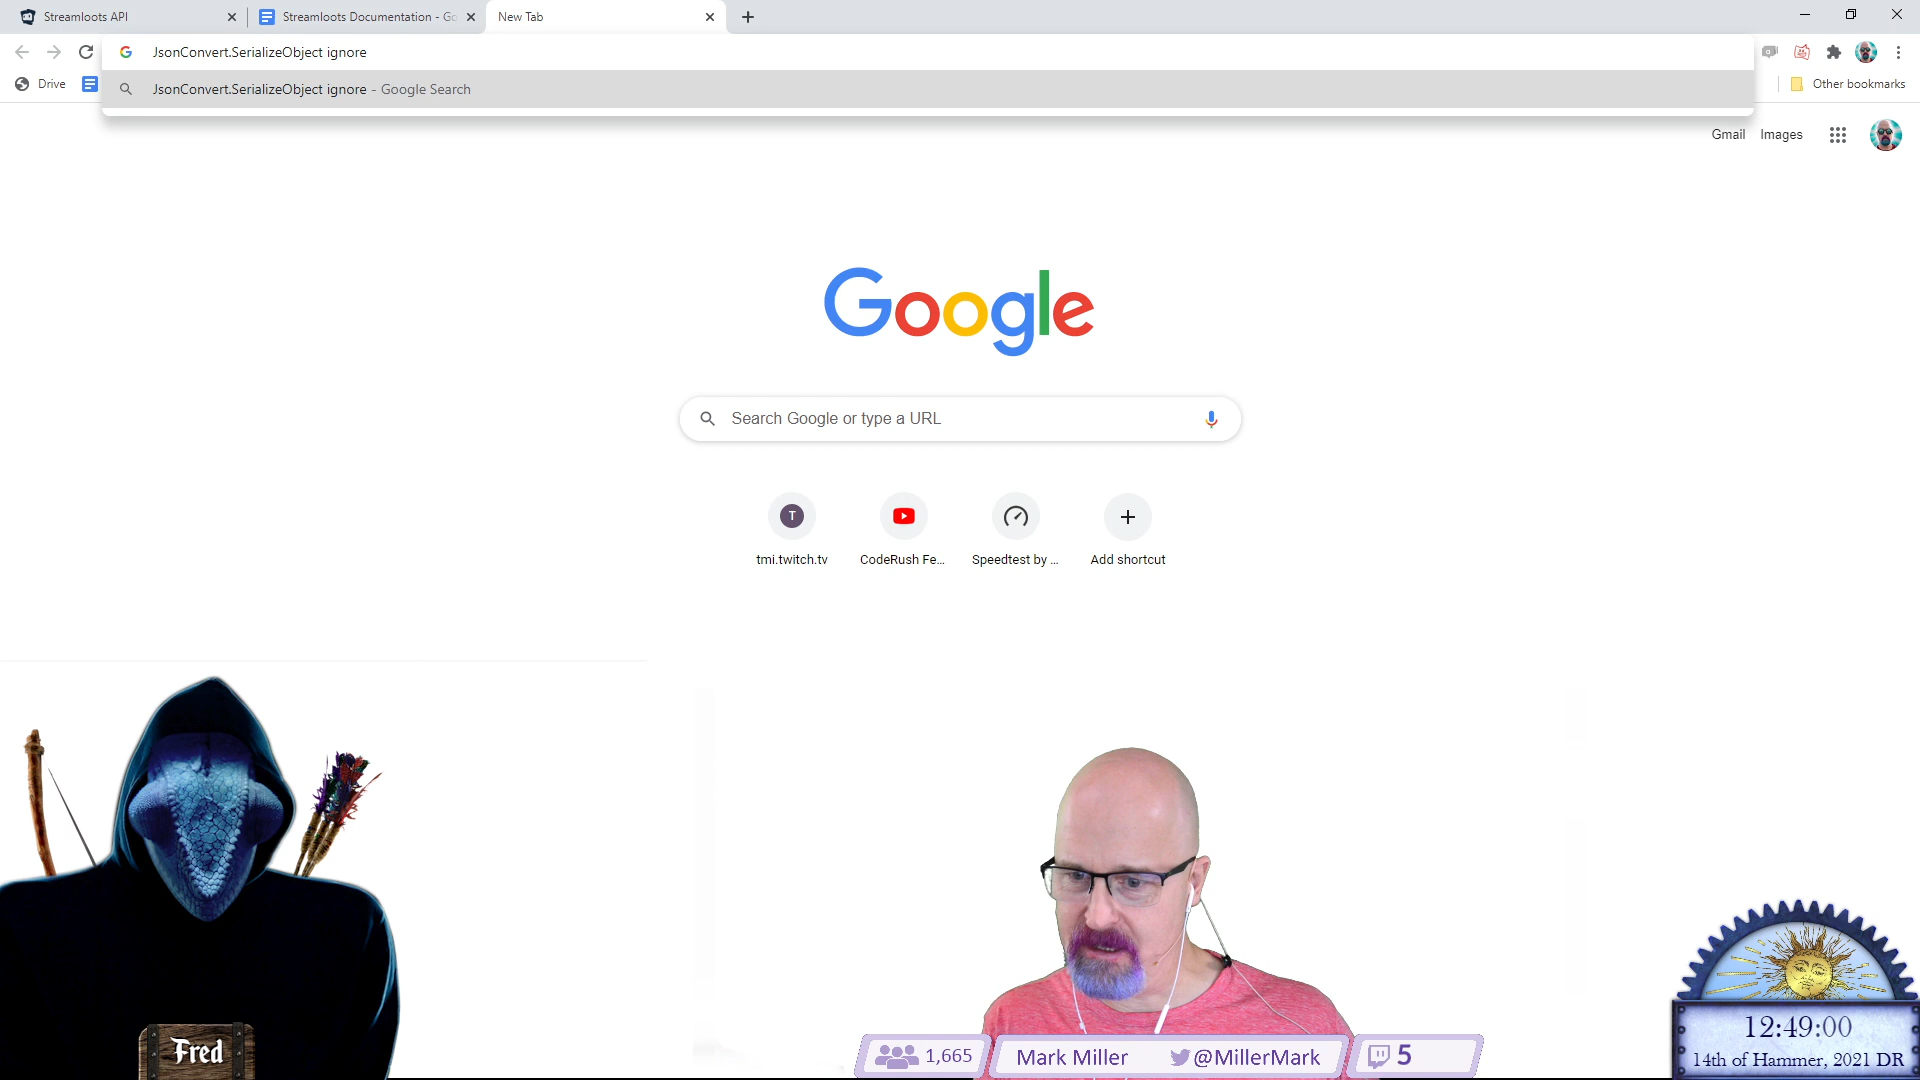 Streamloots API
Streamloots Documentation - Go
New Tab
JsonConvert.SerializeObject ignore
Drive
JsonConvert.SerializeObject ignore - Google Search
Other bookmarks
Gmail
Images
Google
Search Google or type a URL
T
tmi.twitch.tv
CodeRush Fe...
Speedtest by ...
Add shortcut
Fred
1,665
Mark Miller
@MillerMark
5
12:49:00
14th of Hammer, 2021 DR